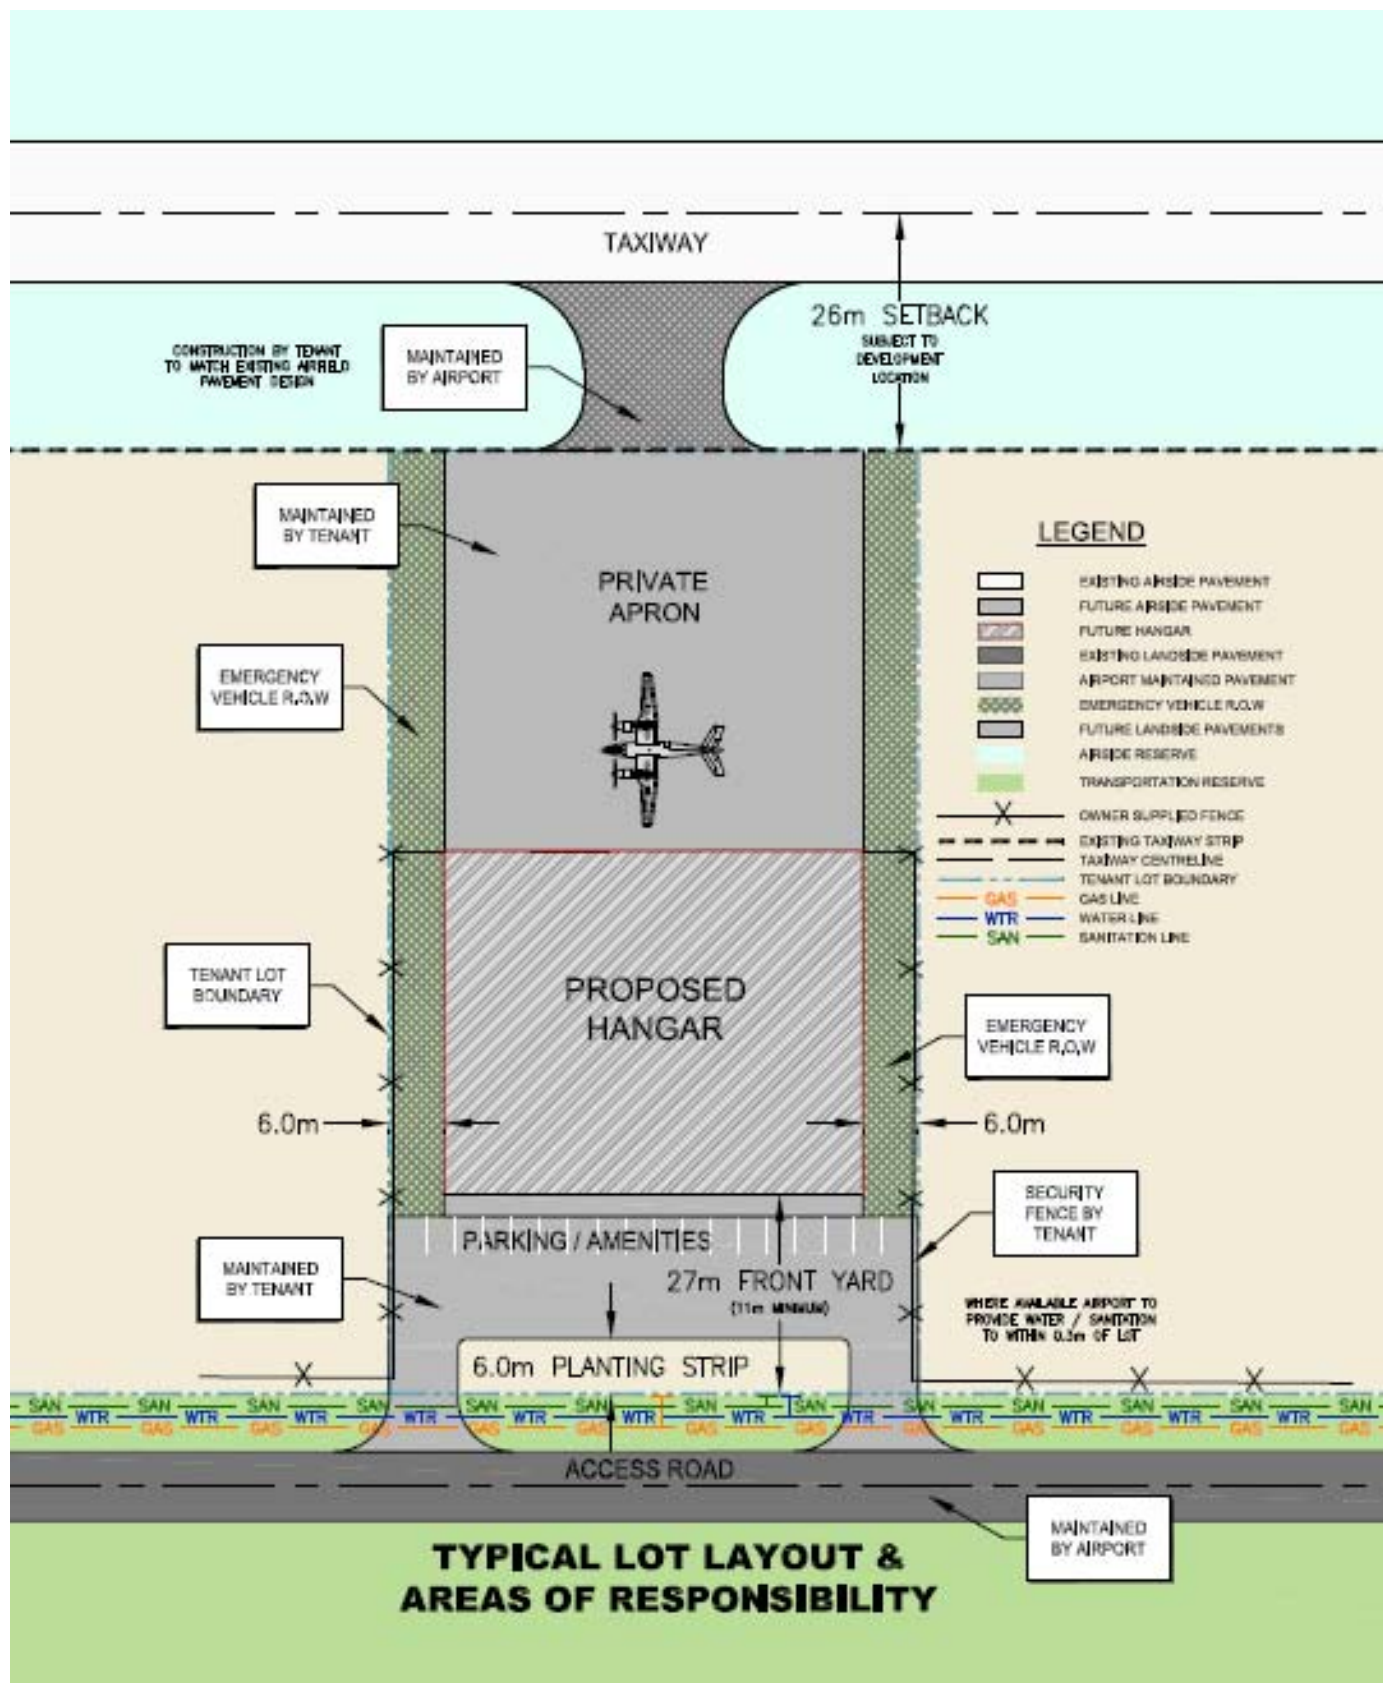 TAXIWAY
26m SETBACK
SUBJECT TO
DEVELOPMENT
LOCATION
CONSTRUCTION BY TENANT
TO MATCH EXISTING AIRFIELD
PAVEMENT DESIGN
MAINTAINED
BY AIRPORT
MAINTAINED
BY TENANT
PRIVATE
APRON
EMERGENCY
VEHICLE R.O.W
LEGEND
EXISTING AIRSIDE PAVEMENT
FUTURE AIRSIDE PAVEMENT
FUTURE HANGAR
EXISTING LANDSIDE PAVEMENT
AIRPORT MAINTAINED PAVEMENT
EMERGENCY VEHICLE R.O.W
FUTURE LANDSIDE PAVEMENTS
AIRSIDE RESERVE
TRANSPORTATION RESERVE
OWNER SUPPLIED FENCE
EXISTING TAXIWAY STRIP
TAXIWAY CENTRELINE
TENANT LOT BOUNDARY
GAS GAS LINE
WTR WATER LINE
SAN SANITATION LINE
TENANT LOT
BOUNDARY
PROPOSED
HANGAR
EMERGENCY
VEHICLE R.O.W
6.0m
6.0m
SECURITY
FENCE BY
TENANT
PARKING / AMENITIES
MAINTAINED
BY TENANT
27m FRONT YARD
(11m MINIMUM)
WHERE AVAILABLE AIRPORT TO
PROVIDE WATER / SANITATION
TO WITHIN 0.3m OF LOT
6.0m PLANTING STRIP
SAN SAN SAN SAN SAN SAN SAN SAN SAN SAN SAN SAN
WTR WTR WTR WTR WTR WTR WTR WTR WTR WTR WTR WTR
GAS GAS GAS GAS GAS GAS GAS GAS GAS GAS GAS GAS GAS
ACCESS ROAD
MAINTAINED
BY AIRPORT
TYPICAL LOT LAYOUT &
AREAS OF RESPONSIBILITY